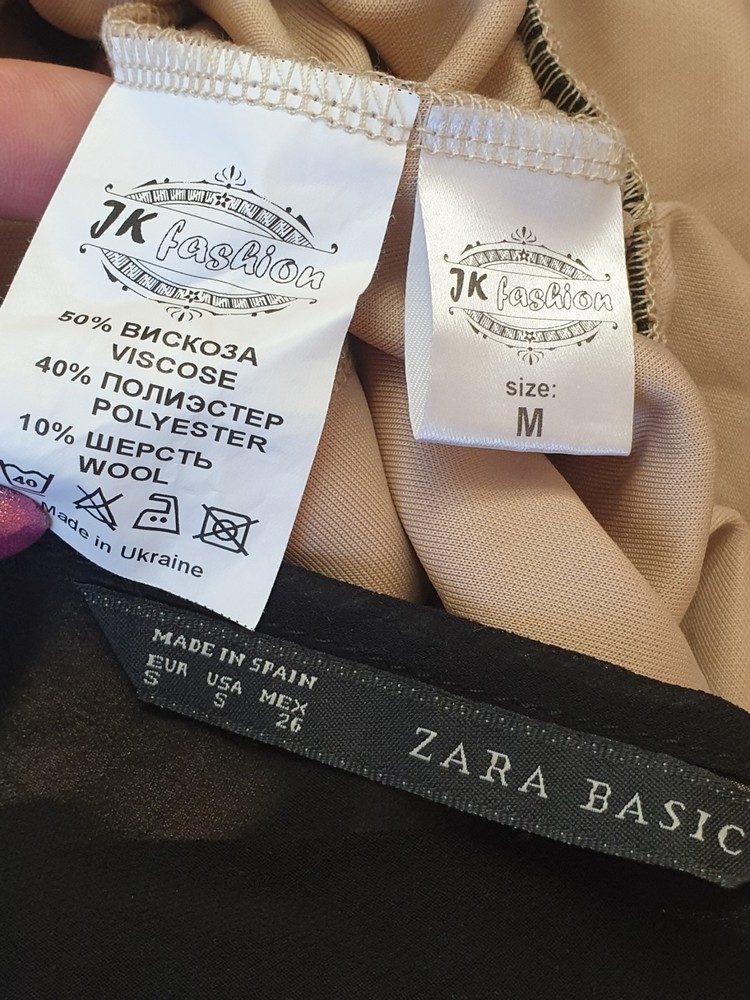 JK fashion
50% ВИСКОЗА
VISCOSE
40% ПОЛИЭСТЕР
POLYESTER
10% ШЕРСТЬ
WOOL
40
Made in Ukraine
JK fashion
size:
M
MADE IN SPAIN
EUR USA MEX
S S 26
ZARA BASIC